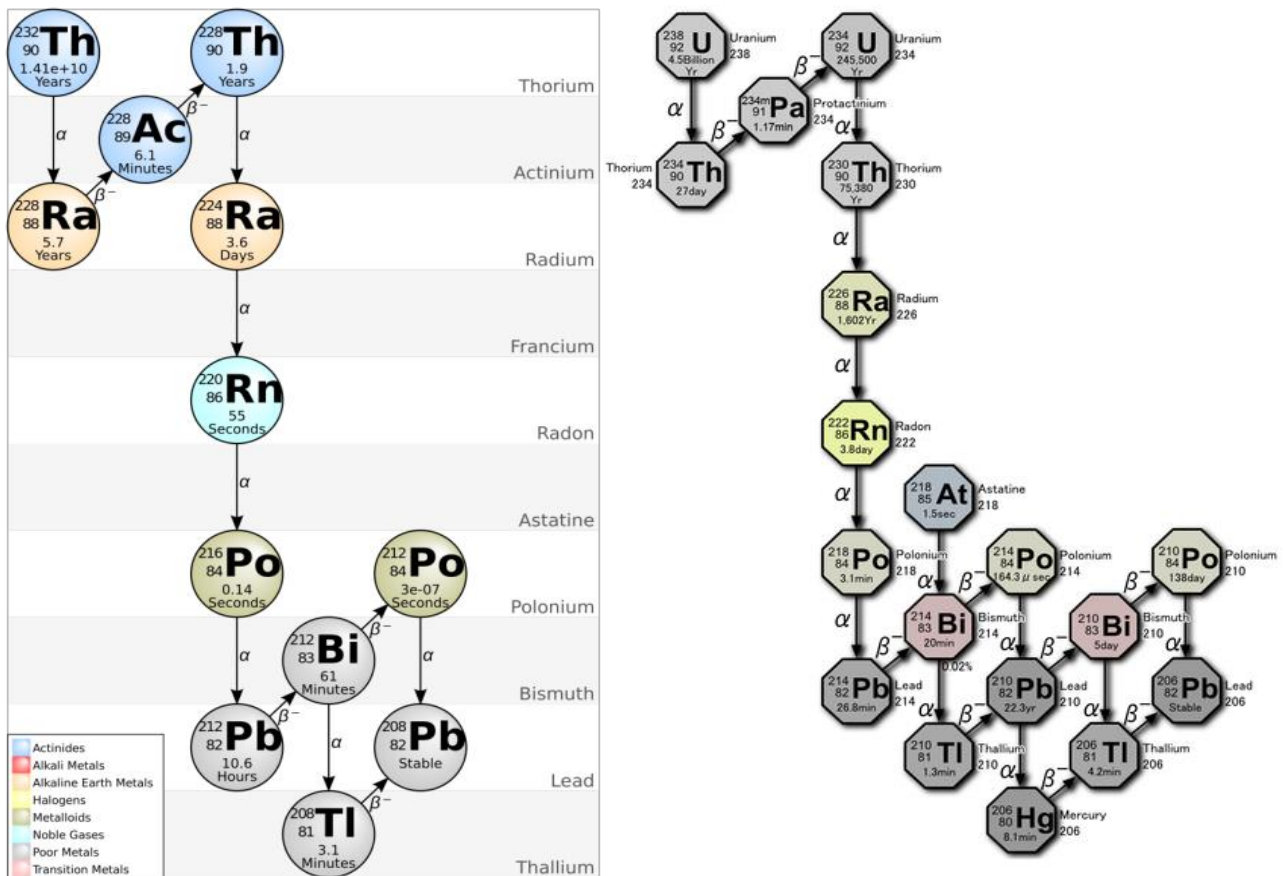 232
90
Th
1.41e+10
Years
228
90
Th
1.9
Years
Thorium
α
β−
228
89
Ac
6.1
Minutes
α
Actinium
β−
228
88
Ra
5.7
Years
224
88
Ra
3.6
Days
Radium
α
Francium
220
86
Rn
55
Seconds
Radon
α
Astatine
216
84
Po
0.14
Seconds
212
84
Po
3e-07
Seconds
Polonium
α
212
83
Bi
61
Minutes
β−
α
Bismuth
212
82
Pb
10.6
Hours
β−
α
208
82
Pb
Stable
Lead
208
81
Tl
3.1
Minutes
β−
Thallium
Actinides
Alkali Metals
Alkaline Earth Metals
Halogens
Metalloids
Noble Gases
Poor Metals
Transition Metals
238
92
U
4.5Billion
Yr
Uranium
238
234
92
U
245,500
Yr
Uranium
234
α
β−
234m
91
Pa
1.17min
Protactinium
234
β−
α
Thorium
234
234
90
Th
27day
230
90
Th
75,380
Yr
Thorium
230
α
226
88
Ra
1,602Yr
Radium
226
α
222
86
Rn
3.8day
Radon
222
α
218
85
At
1.5sec
Astatine
218
218
84
Po
3.1min
Polonium
218
α
β−
214
84
Po
164.3 μ sec
Polonium
214
β−
210
84
Po
138day
Polonium
210
α
214
83
Bi
20min
Bismuth
214
α
210
83
Bi
5day
Bismuth
210
α
β−
0.02%
β−
214
82
Pb
26.8min
Lead
214
α
210
82
Pb
22.3yr
Lead
210
α
206
82
Pb
Stable
Lead
206
β−
β−
210
81
Tl
1.3min
Thallium
210
α
206
81
Tl
4.2min
Thallium
206
β−
206
80
Hg
8.1min
Mercury
206